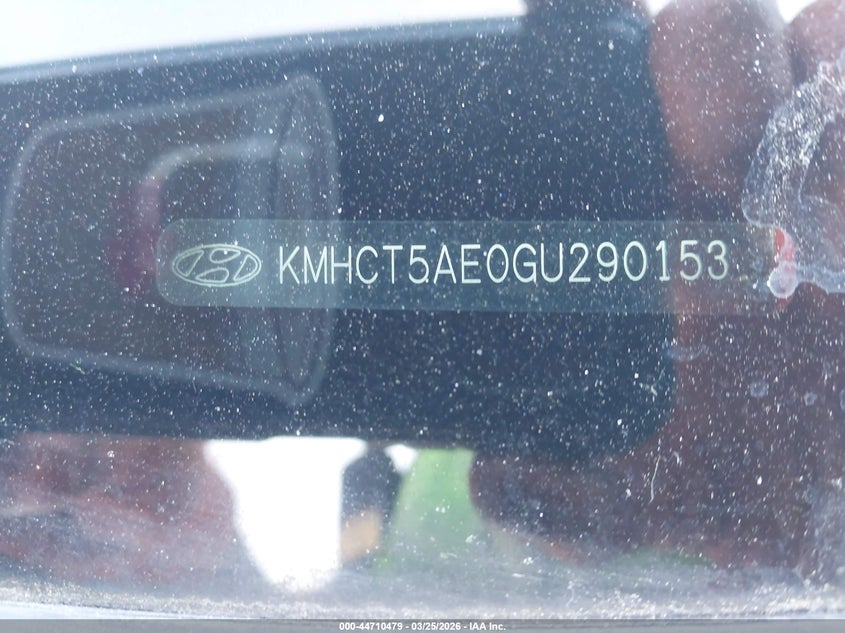 KMHCT5AE0GU290153
000-44710479 — 03/25/2026 — IAA Inc.